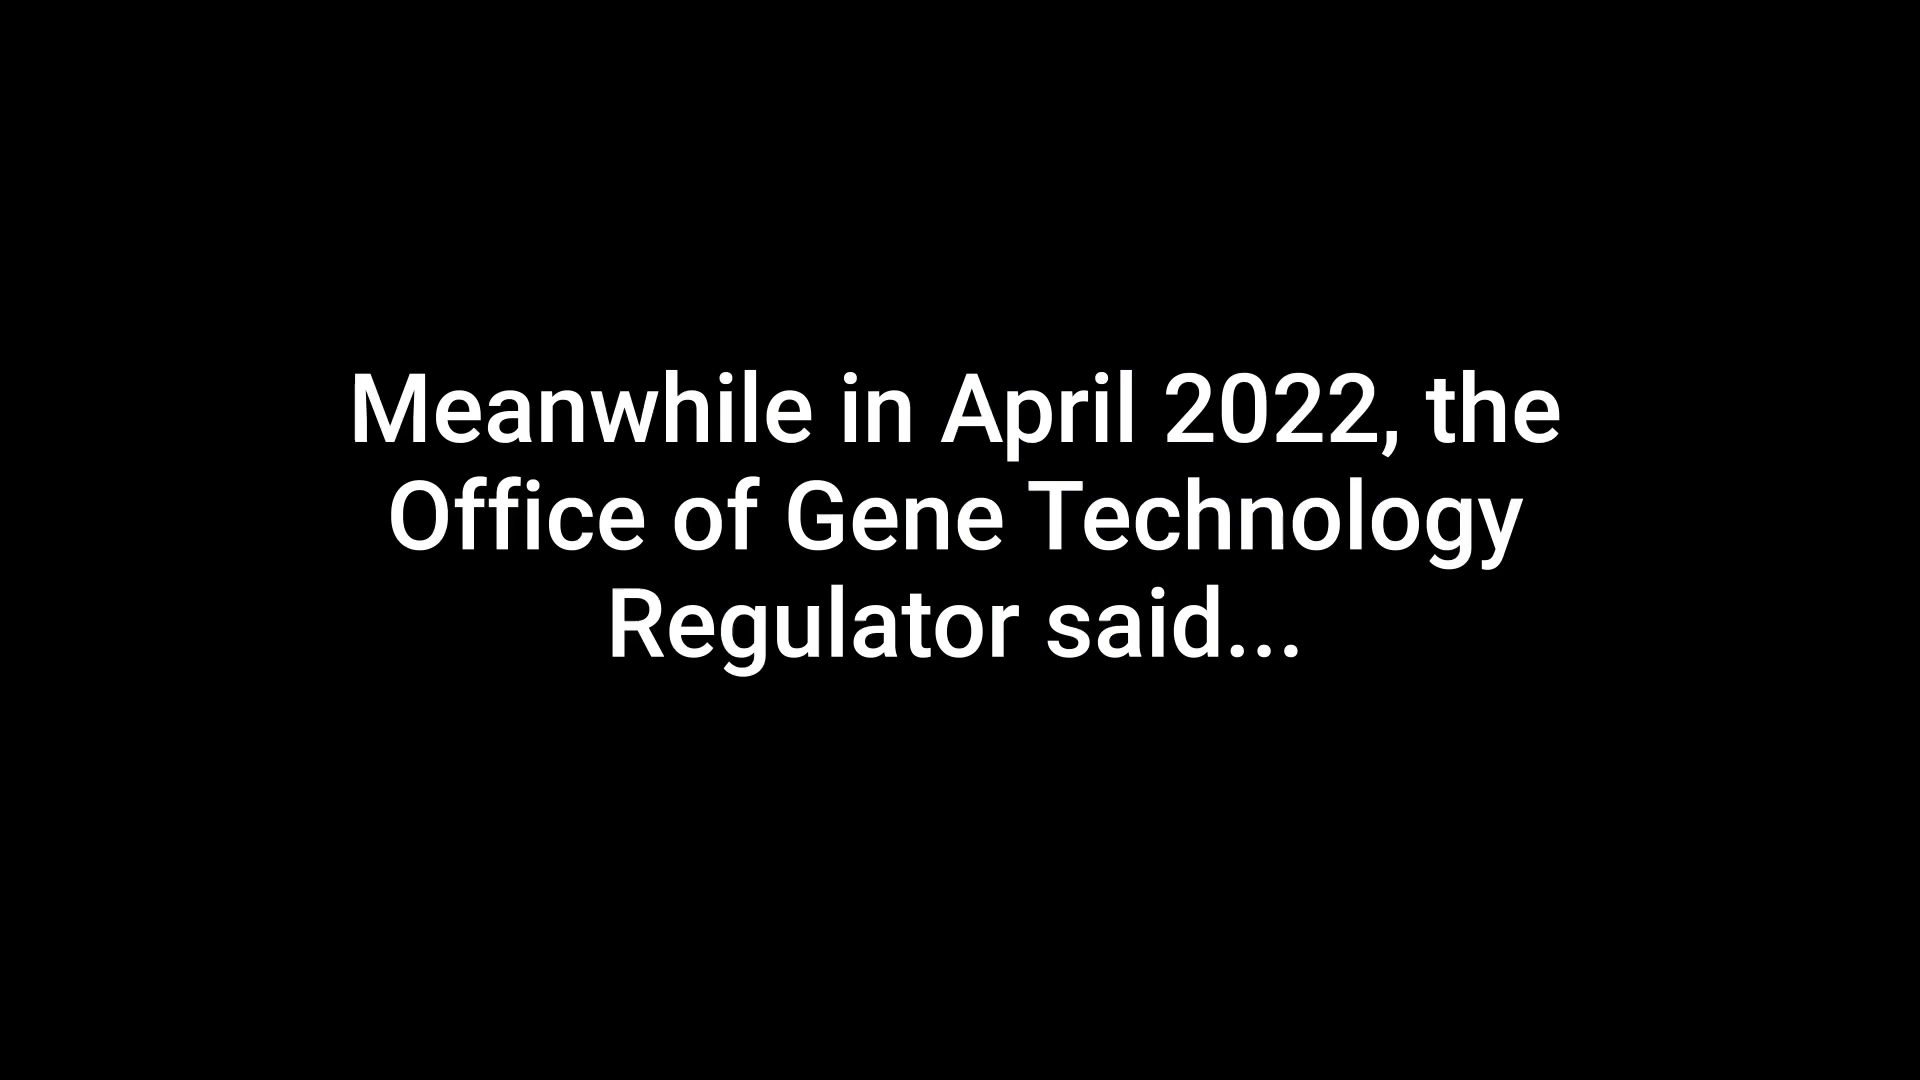 Meanwhile in April 2022, the
Office of Gene Technology
Regulator said...